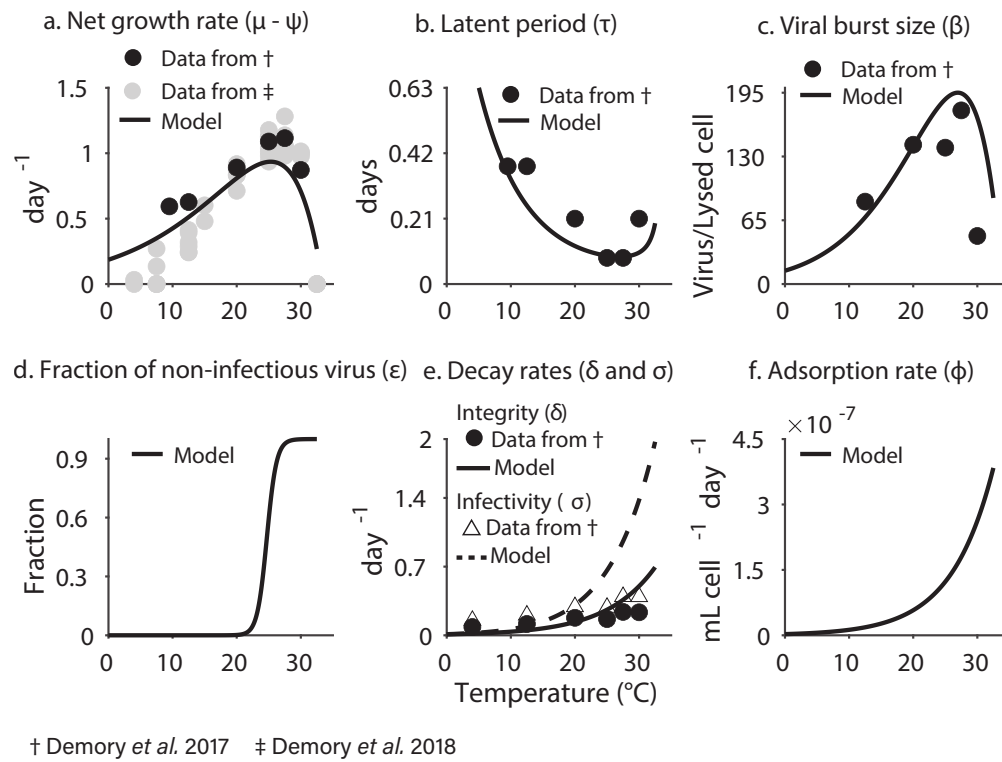 a. Net growth rate (μ - ψ)
Data from †
Data from ‡
Model
1.5
1
0.5
0
day -1
0 10 20 30
b. Latent period (τ)
Data from †
Model
0.63
0.42
0.21
0
days
0 10 20 30
c. Viral burst size (β)
Data from †
Model
195
130
65
0
Virus/Lysed cell
0 10 20 30
d. Fraction of non-infectious virus (ε)
Model
0.9
0.6
0.3
0
Fraction
0 10 20 30
e. Decay rates (δ and σ)
Integrity (δ)
Data from †
Model
Infectivity ( σ)
Data from †
Model
2
1.4
0.7
0
day -1
0 10 20 30
Temperature (°C)
f. Adsorption rate (ϕ)
×10 -7
Model
4.5
3
1.5
0
mL cell -1 day -1
0 10 20 30
† Demory et al. 2017 ‡ Demory et al. 2018